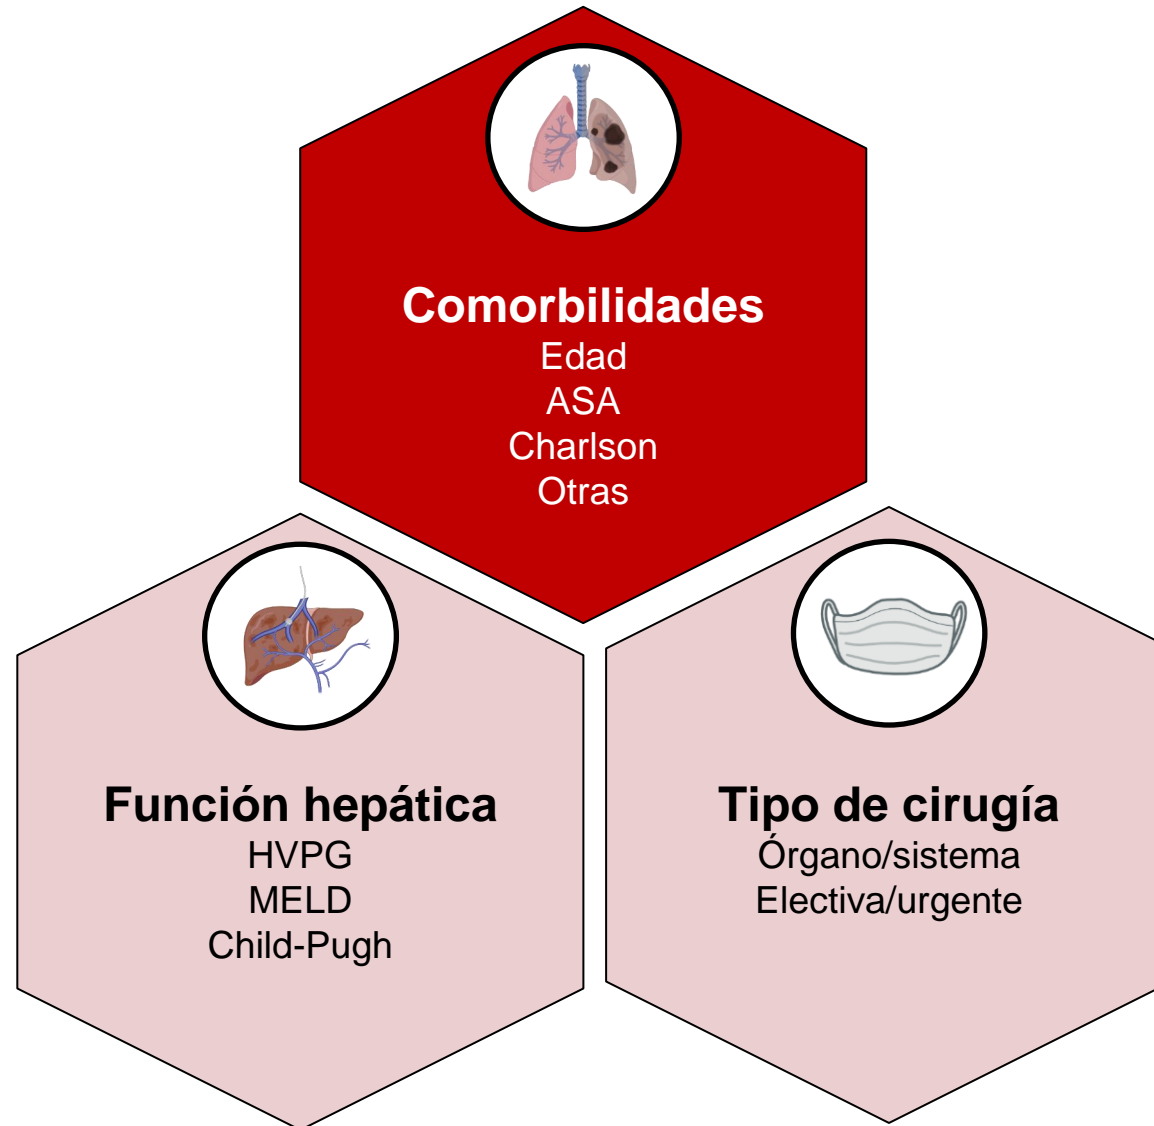 Comorbilidades
Edad
ASA
Charlson
Otras
Función hepática
HVPG
MELD
Child-Pugh
Tipo de cirugía
Órgano/sistema
Electiva/urgente